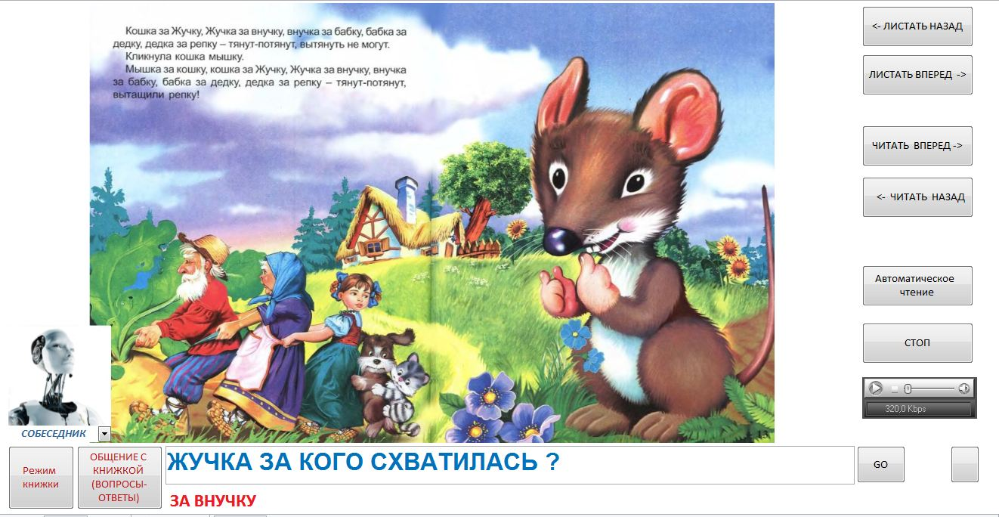 Кошка за Жучку, Жучка за внучку, внучка за бабку, бабка за
дедку, дедка за репку – тянут-потянут, вытянуть не могут.
Кликнула кошка мышку.
Мышка за кошку, кошка за Жучку, Жучка за внучку, внучка
за бабку, бабка за дедку, дедка за репку – тянут-потянут,
вытащили репку!
<- ЛИСТАТЬ НАЗАД
ЛИСТАТЬ ВПЕРЕД ->
ЧИТАТЬ ВПЕРЕД ->
<- ЧИТАТЬ НАЗАД
Автоматическое
чтение
СТОП
320,0 Kbps
СОБЕСЕДНИК
Режим
книжки
ОБЩЕНИЕ С
КНИЖКОЙ
(ВОПРОСЫ-
ОТВЕТЫ)
ЖУЧКА ЗА КОГО СХВАТИЛАСЬ ?
GO
ЗА ВНУЧКУ